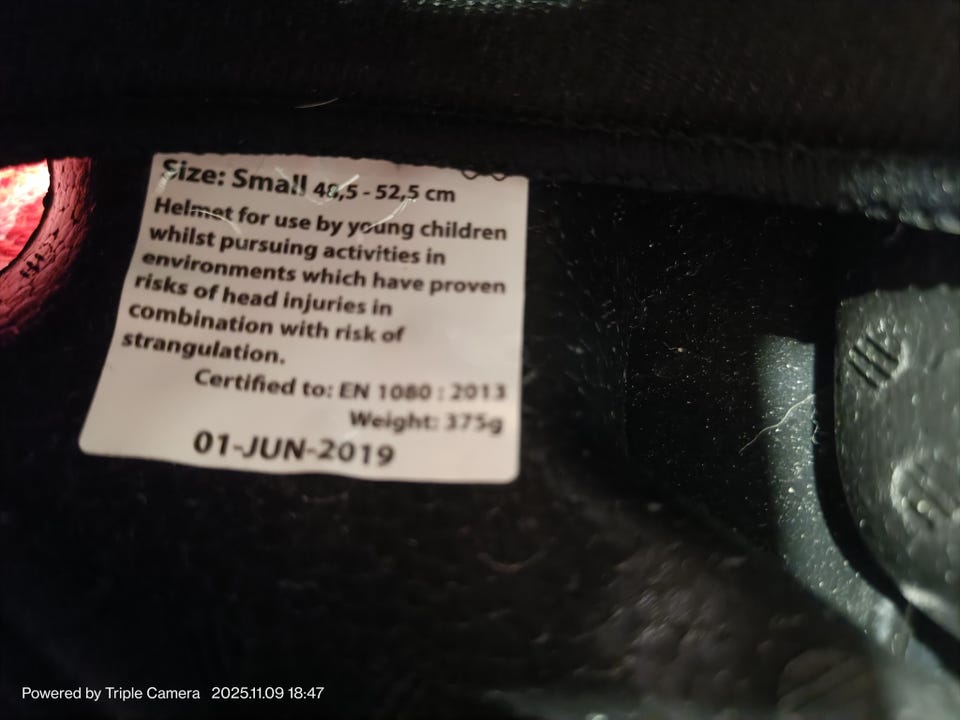 Size: Small 48,5 - 52,5 cm
Helmet for use by young children
whilst pursuing activities in
environments which have proven
risks of head injuries in
combination with risk of
strangulation.
Certified to: EN 1080 : 2013
Weight: 375g
01-JUN-2019
Powered by Triple Camera 2025.11.09 18:47